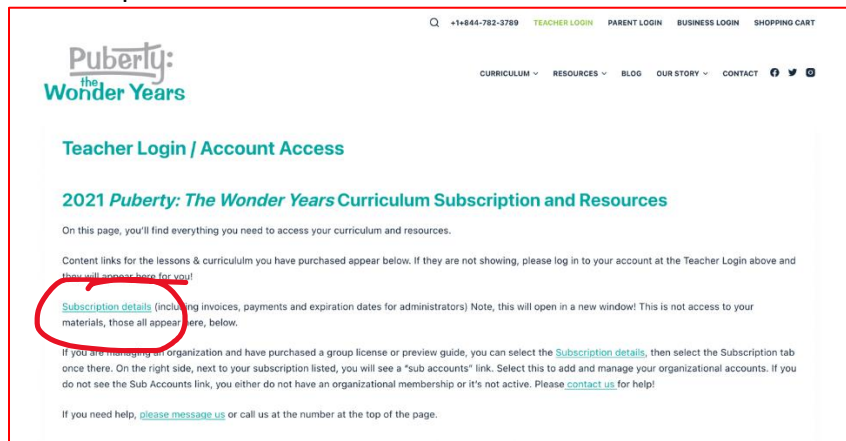 +1+844-782-3789 TEACHER LOGIN PARENT LOGIN BUSINESS LOGIN SHOPPING CART
Puberty:
the
Wonder Years
CURRICULUM RESOURCES BLOG OUR STORY CONTACT
Teacher Login / Account Access
2021 Puberty: The Wonder Years Curriculum Subscription and Resources
On this page, you'll find everything you need to access your curriculum and resources.
Content links for the lessons & curriculuIm you have purchased appear below. If they are not showing, please log in to your account at the Teacher Login above and
they will appear here for you!
Subscription details (including invoices, payments and expiration dates for administrators) Note, this will open in a new window! This is not access to your
materials, those all appear here, below.
If you are managing an organization and have purchased a group license or preview guide, you can select the Subscription details, then select the Subscription tab
once there. On the right side, next to your subscription listed, you will see a "sub accounts" link. Select this to add and manage your organizational accounts. If you
do not see the Sub Accounts link, you either do not have an organizational membership or it's not active. Please contact us for help!
If you need help, please message us or call us at the number at the top of the page.